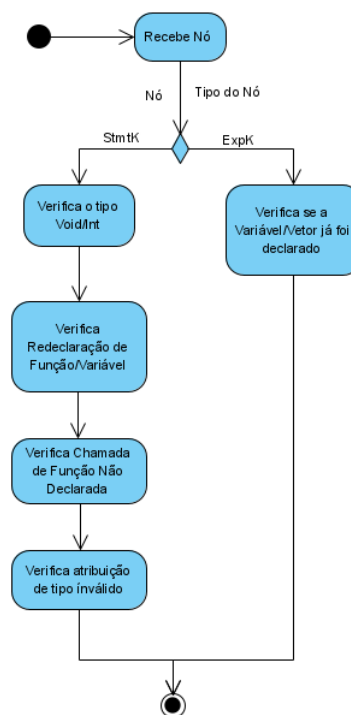 Recebe Nó
Nó
Tipo do Nó
StmtK
ExpK
Verifica o tipo
Void/Int
Verifica se a
Variável/Vetor já foi
declarado
Verifica
Redeclaração de
Função/Variável
Verifica Chamada
de Função Não
Declarada
Verifica atribuição
de tipo ínválido